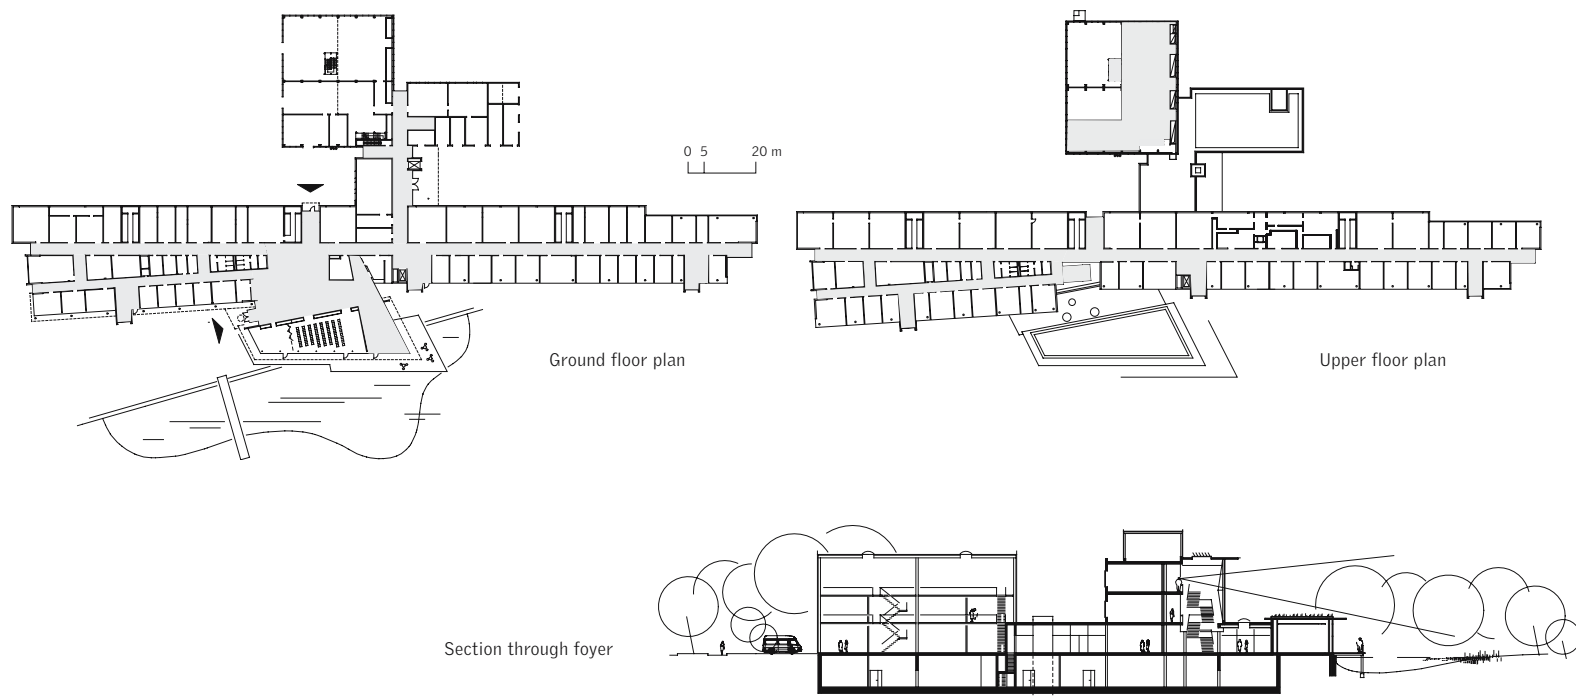 0 5 20 m
Ground floor plan
Upper floor plan
Section through foyer